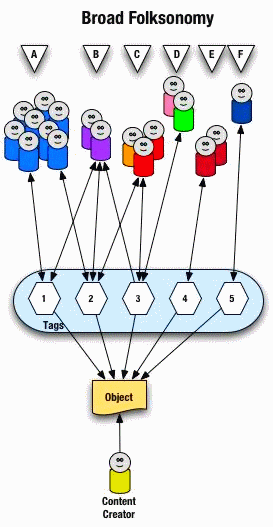 Broad Folksonomy
A B C D E F
1 2 3 4 5
Tags
Object
Content
Creator